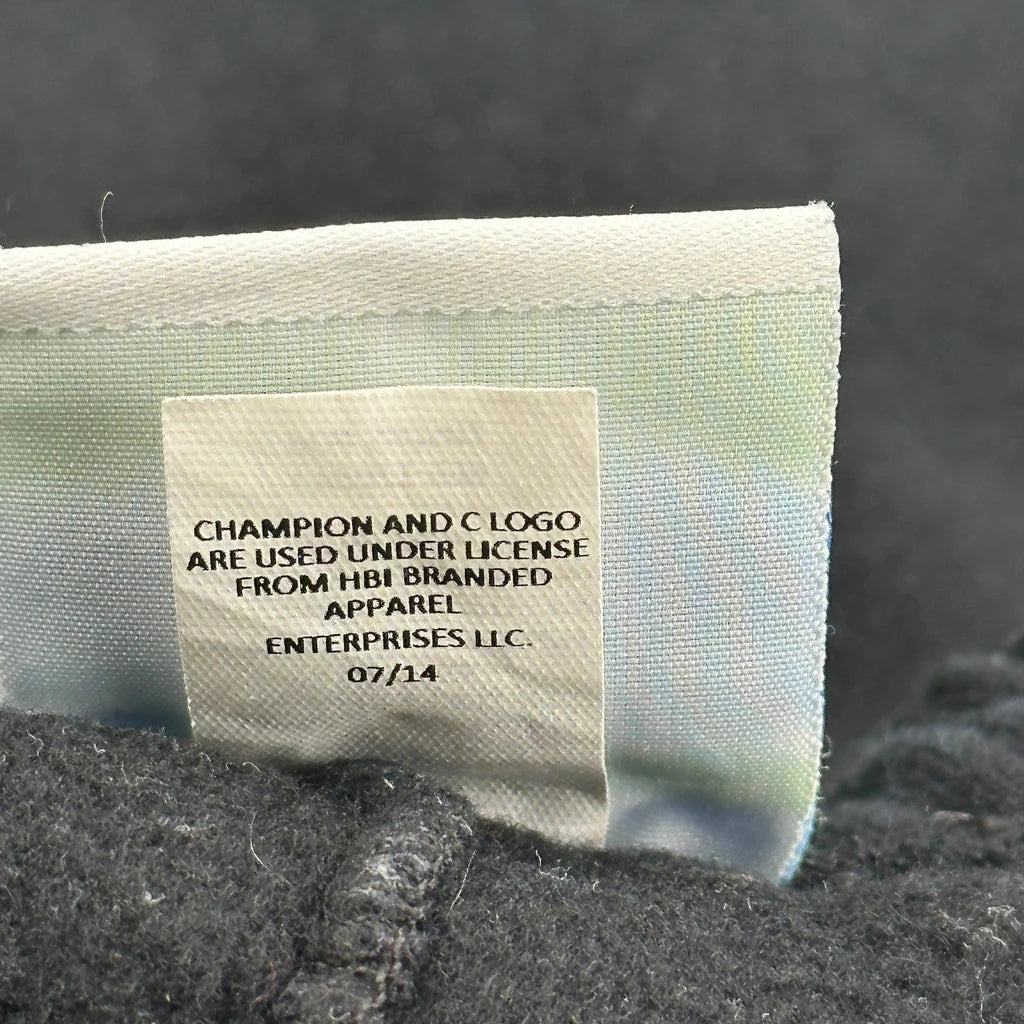 CHAMPION AND C LOGO
ARE USED UNDER LICENSE
FROM HBI BRANDED
APPAREL
ENTERPRISES LLC.
07/14